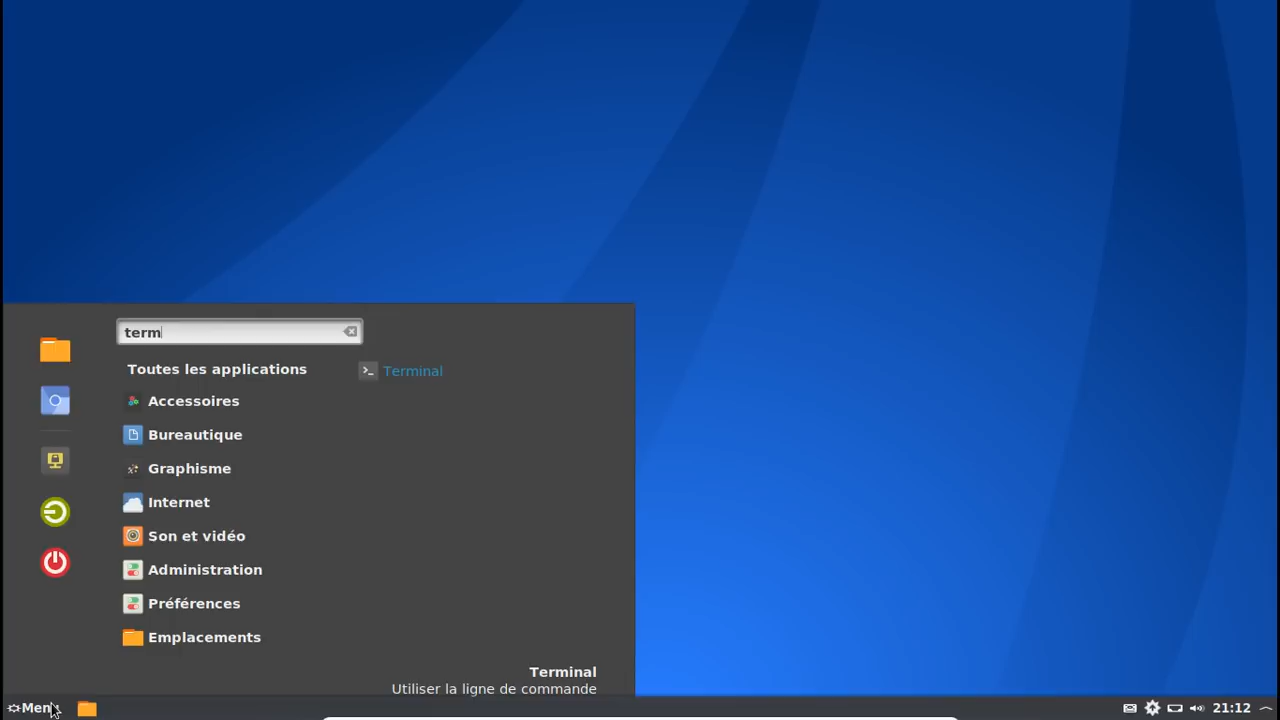 term
Toutes les applications
Terminal
Accessoires
Bureautique
Graphisme
Internet
Son et vidéo
Administration
Préférences
Emplacements
Terminal
Utiliser la ligne de commande
Menu
21:12